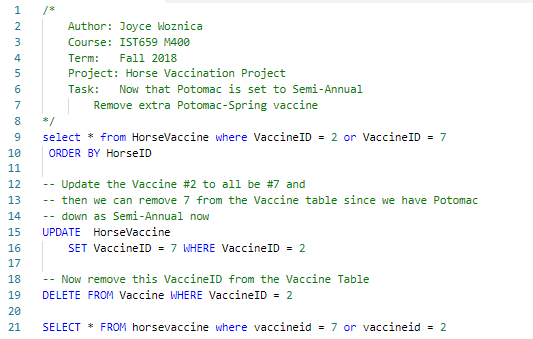 1 /*
2 Author: Joyce Woznica
3 Course: IST659 M400
4 Term: Fall 2018
5 Project: Horse Vaccination Project
6 Task: Now that Potomac is set to Semi-Annual
7 Remove extra Potomac-Spring vaccine
8 */
9 select * from HorseVaccine where VaccineID = 2 or VaccineID = 7
10 ORDER BY HorseID
11
12 -- Update the Vaccine #2 to all be #7 and
13 -- then we can remove 7 from the Vaccine table since we have Potomac
14 -- down as Semi-Annual now
15 UPDATE HorseVaccine
16 SET VaccineID = 7 WHERE VaccineID = 2
17
18 -- Now remove this VaccineID from the Vaccine Table
19 DELETE FROM Vaccine WHERE VaccineID = 2
20
21 SELECT * FROM horsevaccine where vaccineid = 7 or vaccineid = 2